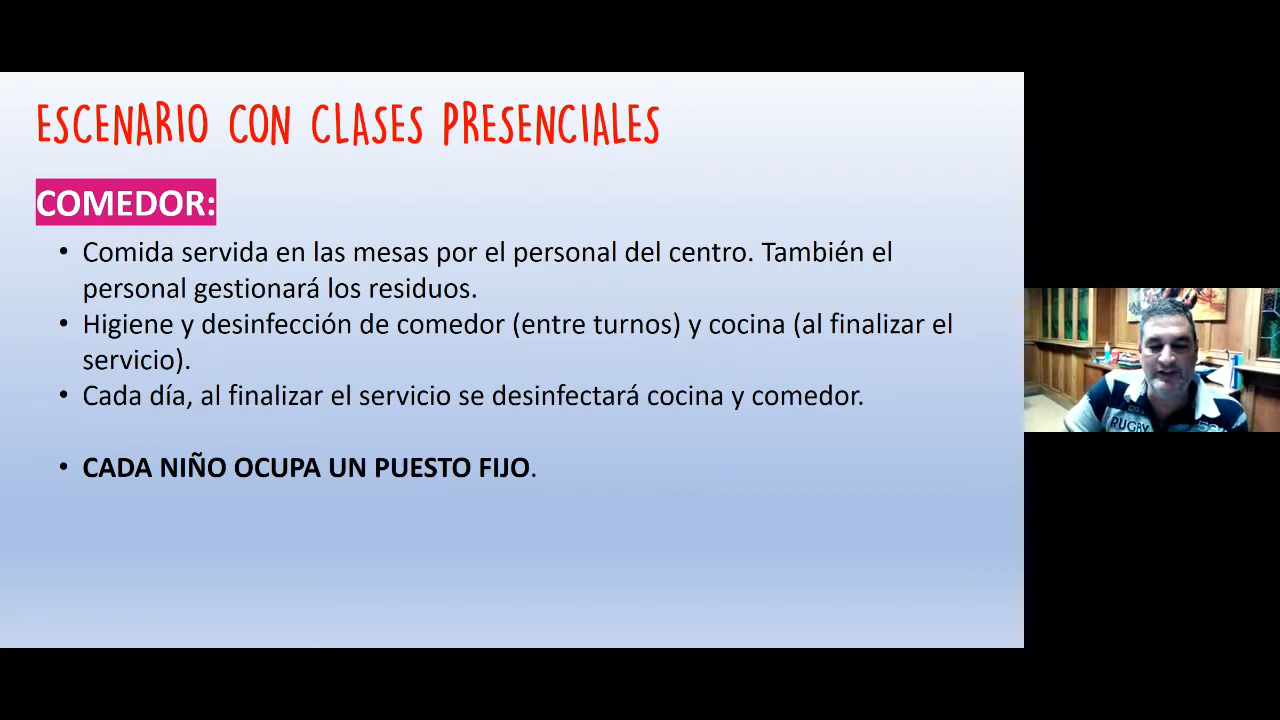 ESCENARIO CON CLASES PRESENCIALES
COMEDOR:
• Comida servida en las mesas por el personal del centro. También el
personal gestionará los residuos.
• Higiene y desinfección de comedor (entre turnos) y cocina (al finalizar el
servicio).
• Cada día, al finalizar el servicio se desinfectará cocina y comedor.
• CADA NIÑO OCUPA UN PUESTO FIJO.
RUGBY